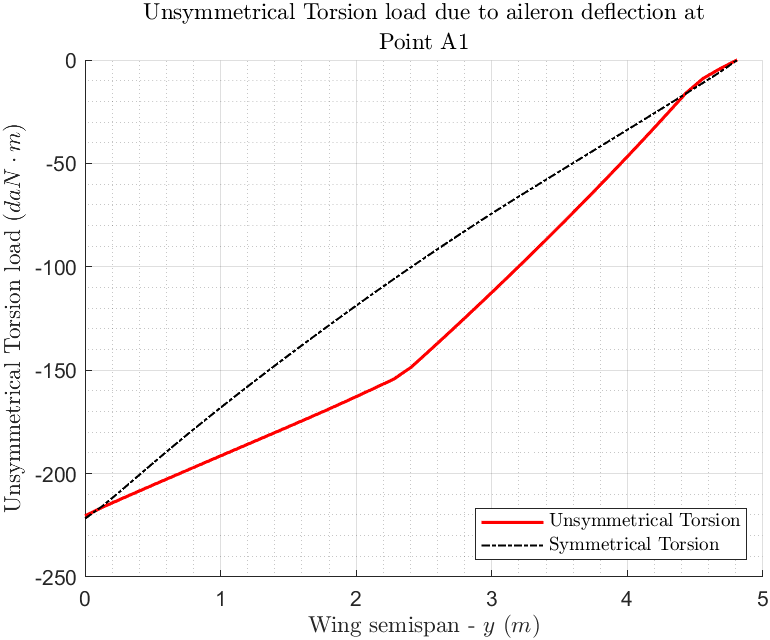 Unsymmetrical Torsion load due to aileron deflection at
Point A1
Unsymmetrical Torsion load (daN · m)
0
-50
-100
-150
-200
-250
0 1 2 3 4 5
Wing semispan - y (m)
Unsymmetrical Torsion
Symmetrical Torsion